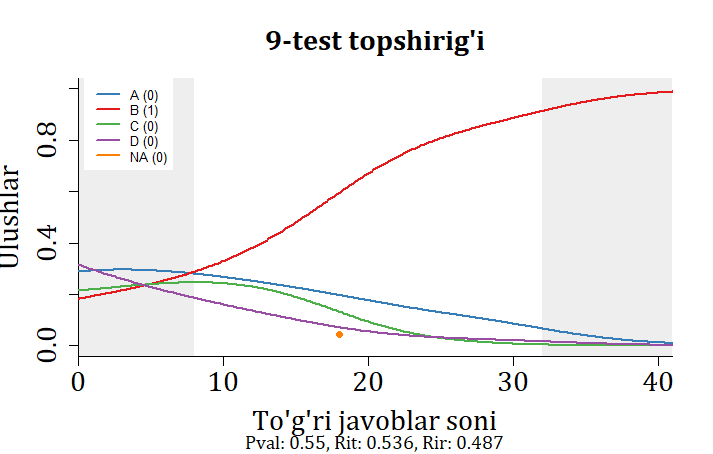 9-test topshirig'i
A (0)
B (1)
C (0)
D (0)
NA (0)
Ulushlar
0.8
0.4
0.0
0
10
20
30
40
To'g'ri javoblar soni
Pval: 0.55, Rit: 0.536, Rir: 0.487